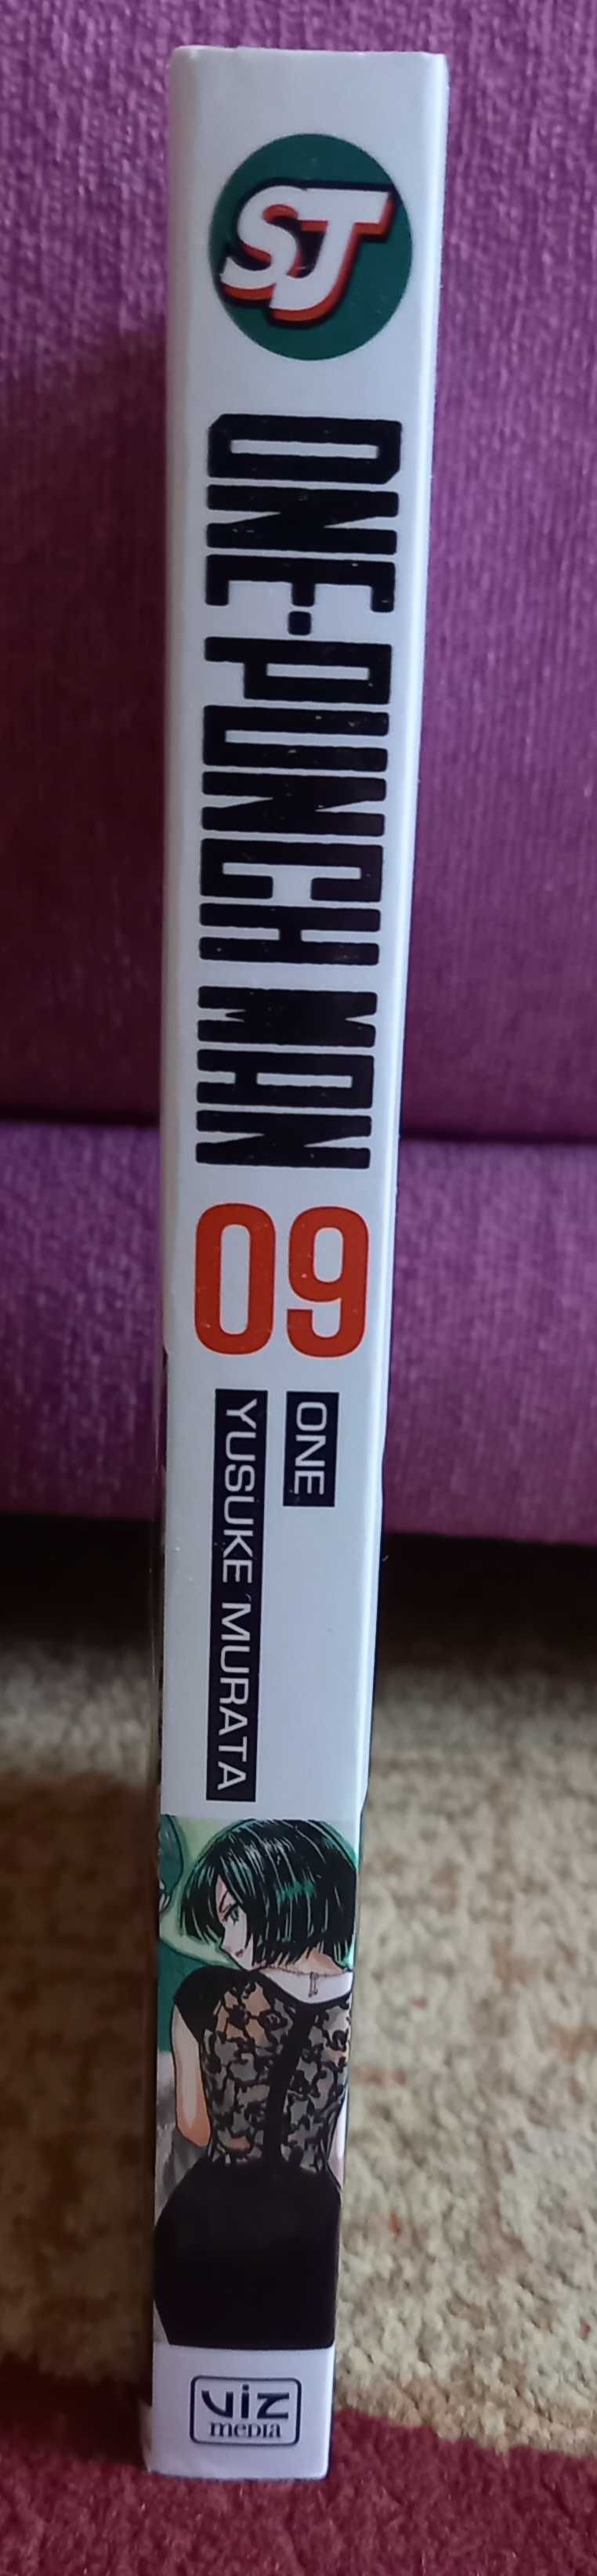 SJ
ONE-PUNCH MAN
09
ONE
YUSUKE MURATA
VIZ
media